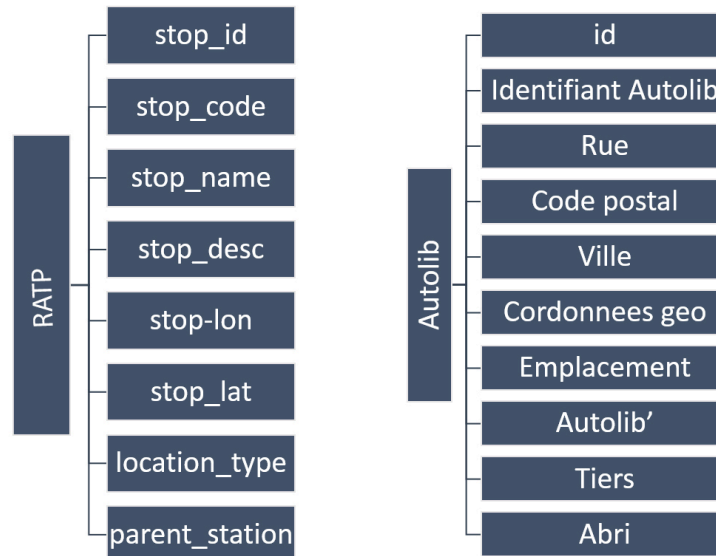 RATP
stop_id
stop_code
stop_name
stop_desc
stop-lon
stop_lat
location_type
parent_station
Autolib
id
Identifiant Autolib
Rue
Code postal
Ville
Cordonnees geo
Emplacement
Autolib’
Tiers
Abri